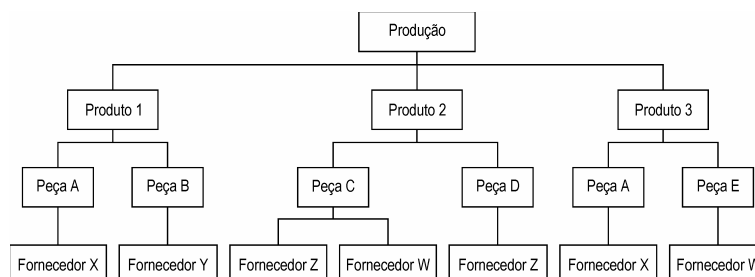 Produção
Produto 1 Produto 2 Produto 3
Peça A Peça B Peça C Peça D Peça A Peça E
Fornecedor X Fornecedor Y Fornecedor Z Fornecedor W Fornecedor Z Fornecedor X Fornecedor